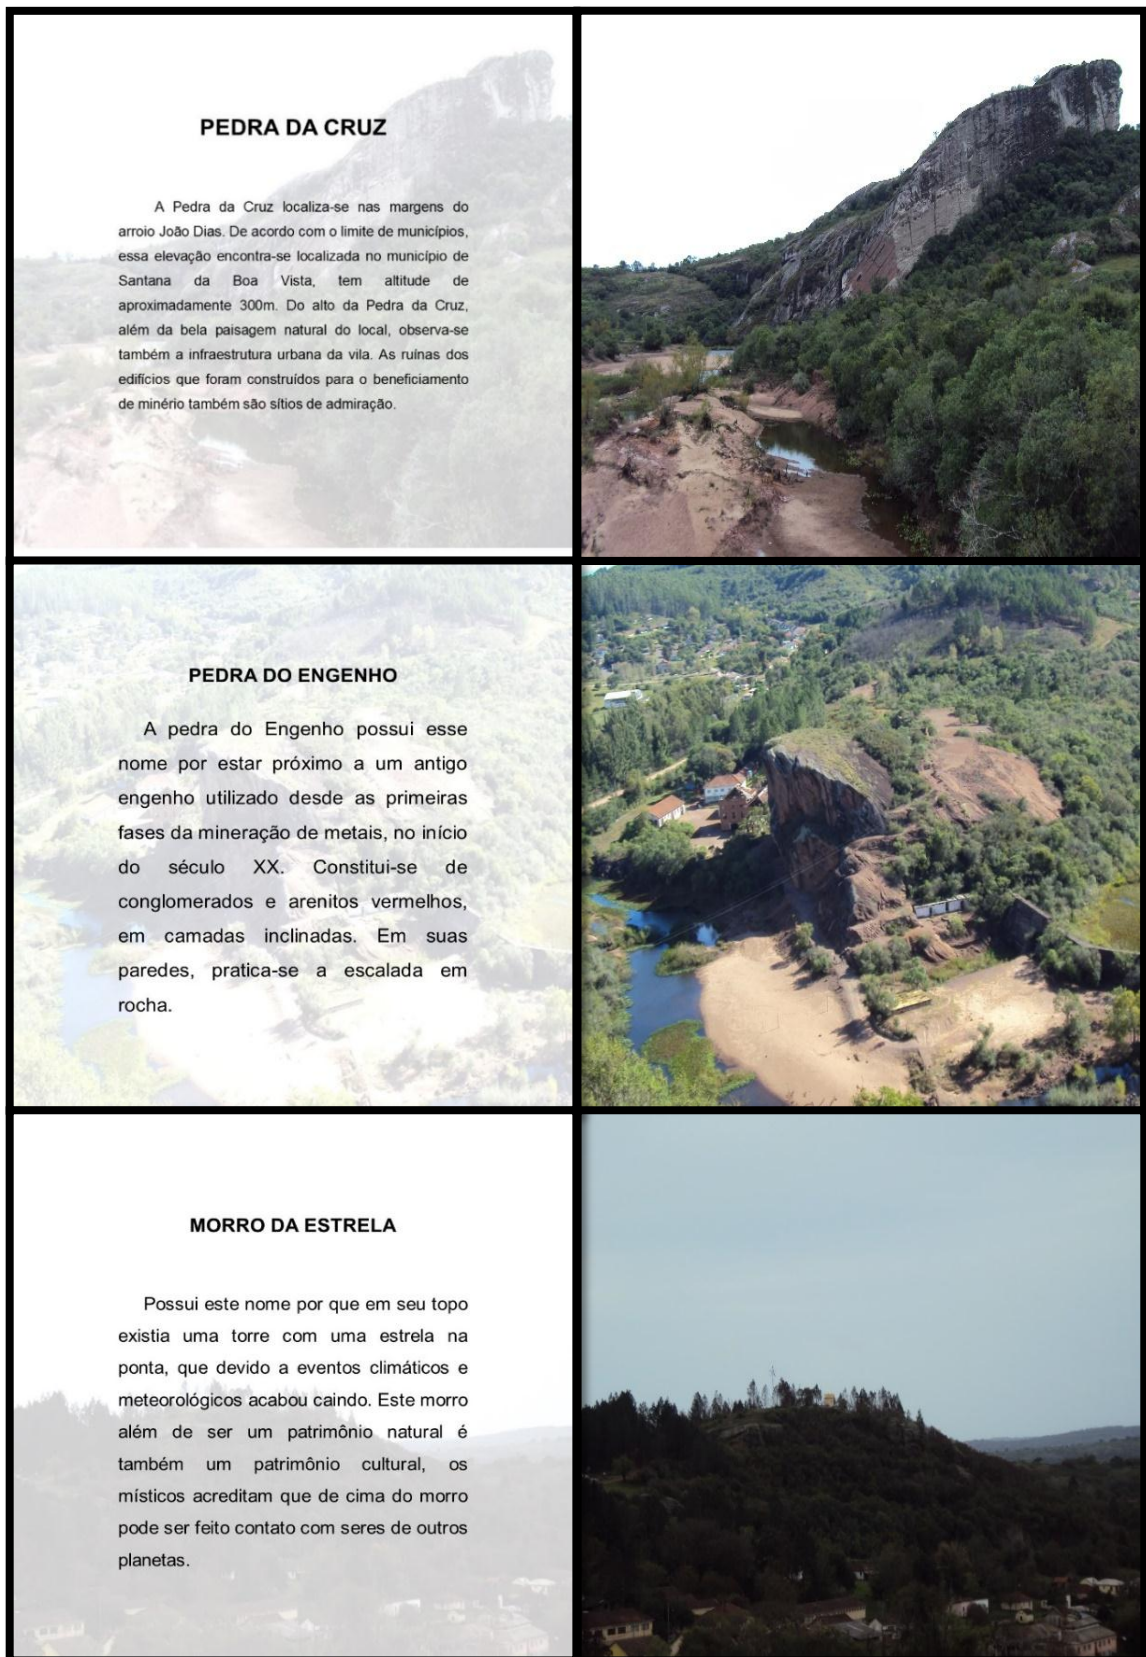 PEDRA DA CRUZ
A Pedra da Cruz localiza-se nas margens do
arroio João Dias. De acordo com o limite de municípios,
essa elevação encontra-se localizada no município de
Santana da Boa Vista, tem altitude de
aproximadamente 300m. Do alto da Pedra da Cruz,
além da bela paisagem natural do local, observa-se
também a infraestrutura urbana da vila. As ruínas dos
edifícios que foram construídos para o beneficiamento
de minério também são sítios de admiração.
PEDRA DO ENGENHO
A pedra do Engenho possui esse
nome por estar próximo a um antigo
engenho utilizado desde as primeiras
fases da mineração de metais, no início
do século XX. Constitui-se de
conglomerados e arenitos vermelhos,
em camadas inclinadas. Em suas
paredes, pratica-se a escalada em
rocha.
MORRO DA ESTRELA
Possui este nome por que em seu topo
existia uma torre com uma estrela na
ponta, que devido a eventos climáticos e
meteorológicos acabou caindo. Este morro
além de ser um patrimônio natural é
também um patrimônio cultural, os
místicos acreditam que de cima do morro
pode ser feito contato com seres de outros
planetas.